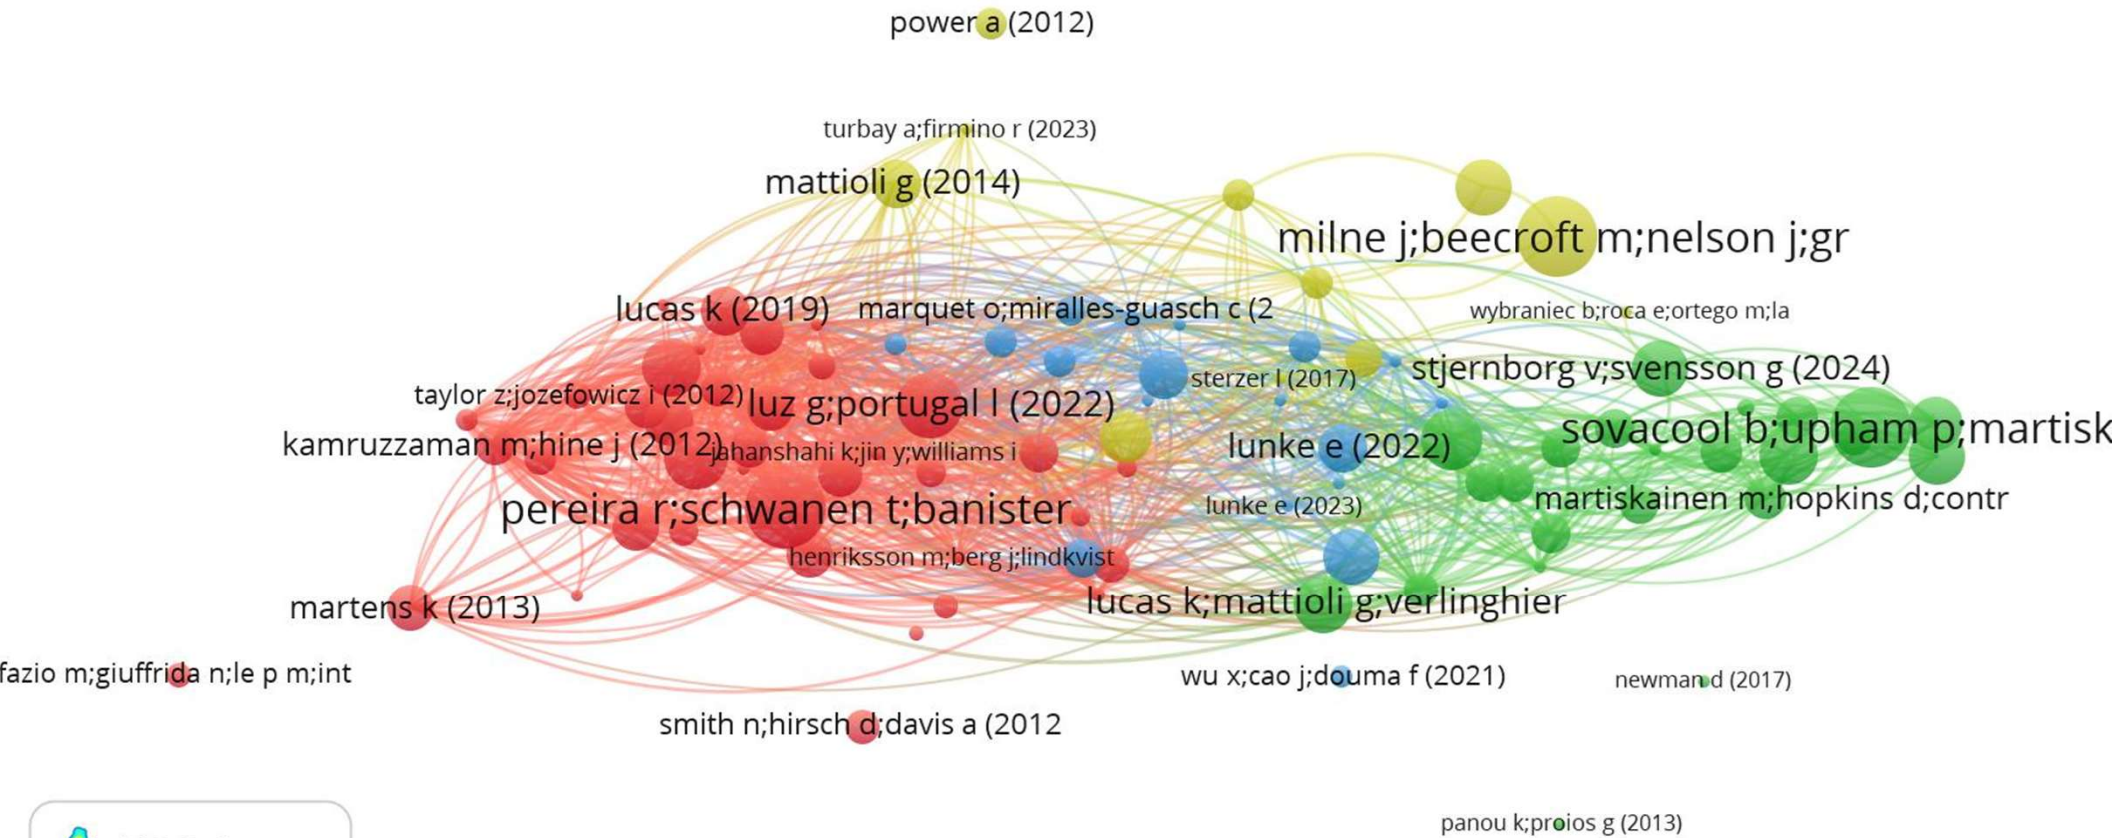 power a (2012)
turbay a;firmino r (2023)
mattioli g (2014)
milne j;beecroft m;nelson j;gr
lucas k (2019)
marquet o;miralles-guasch c (2
wybraniec b;roca e;ortego m;la
stjernborg v;svensson g (2024)
sterzer l (2017)
taylor z;jozefowicz i (2012)
luz g;portugal l (2022)
sovacool b;upham p;martisk
kamruzzaman m;hine j (2012)
jahanshahi k;jin y;williams i
lunke e (2022)
martiskainen m;hopkins d;contr
pereira r;schwanen t;banister
lunke e (2023)
henriksson m;berg j;lindkvist
martens k (2013)
lucas k;mattioli g;verlinghier
fazio m;giuffrida n;le p m;int
wu x;cao j;douma f (2021)
newman d (2017)
smith n;hirsch d;davis a (2012
panou k;proios g (2013)